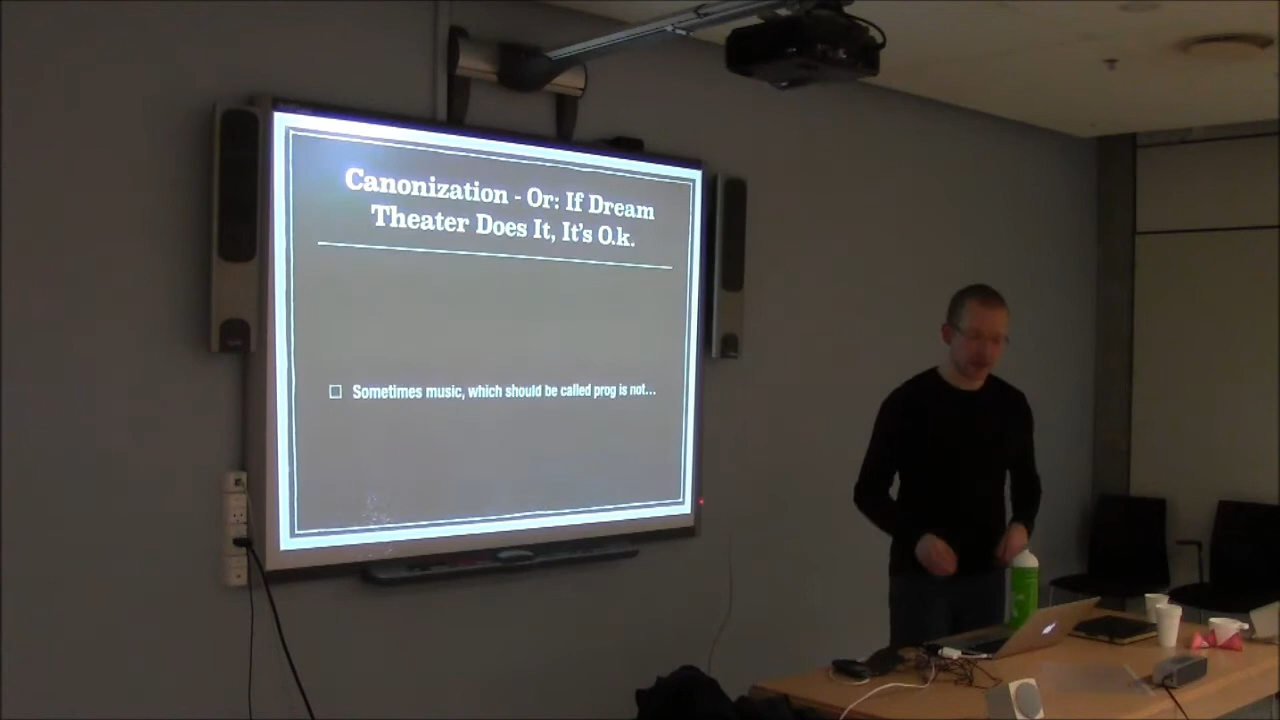 Canonization - Or: If Dream
Theater Does It, It's O.k.
Sometimes music, which should be called prog is not...